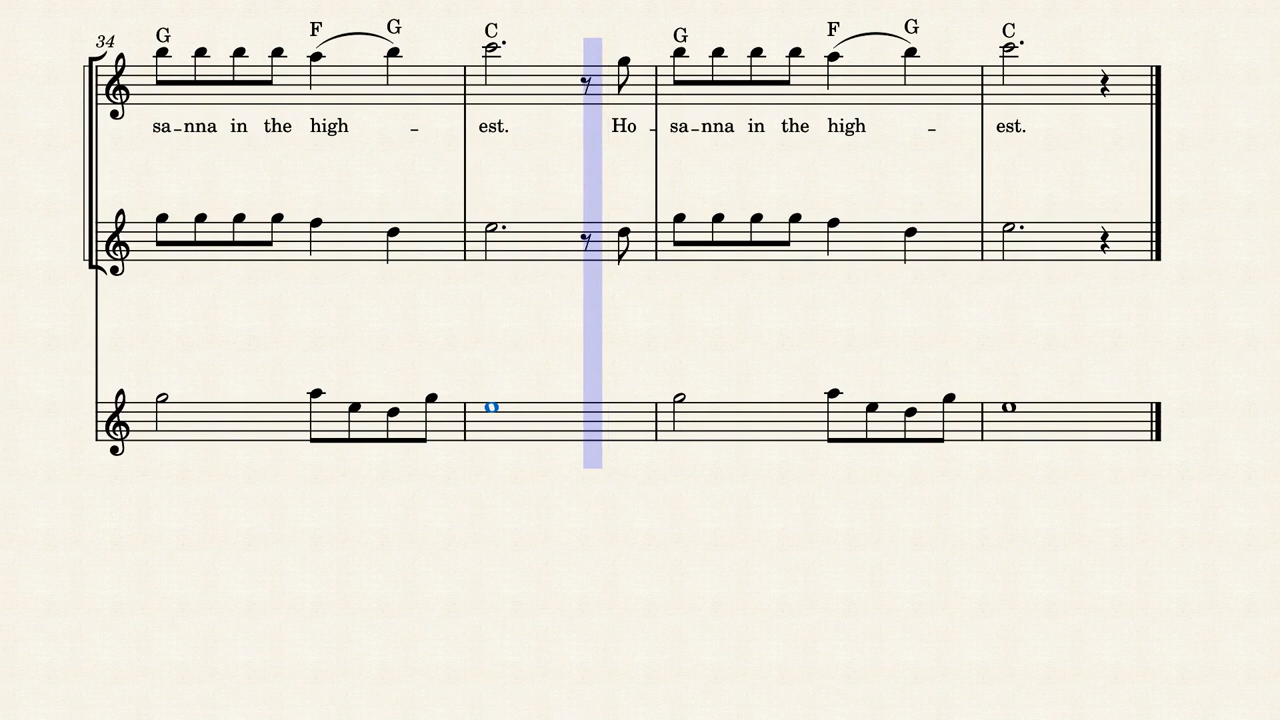 34 G F G C G F G C
sa-nna in the high - est. Ho - sa-nna in the high - est.